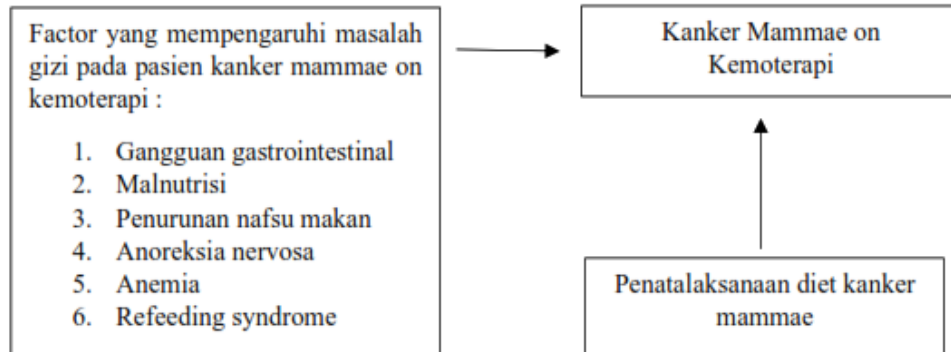 Factor yang mempengaruhi masalah
gizi pada pasien kanker mammae on
kemoterapi :
1. Gangguan gastrointestinal
2. Malnutrisi
3. Penurunan nafsu makan
4. Anoreksia nervosa
5. Anemia
6. Refeeding syndrome
Kanker Mammae on
Kemoterapi
Penatalaksanaan diet kanker
mammae